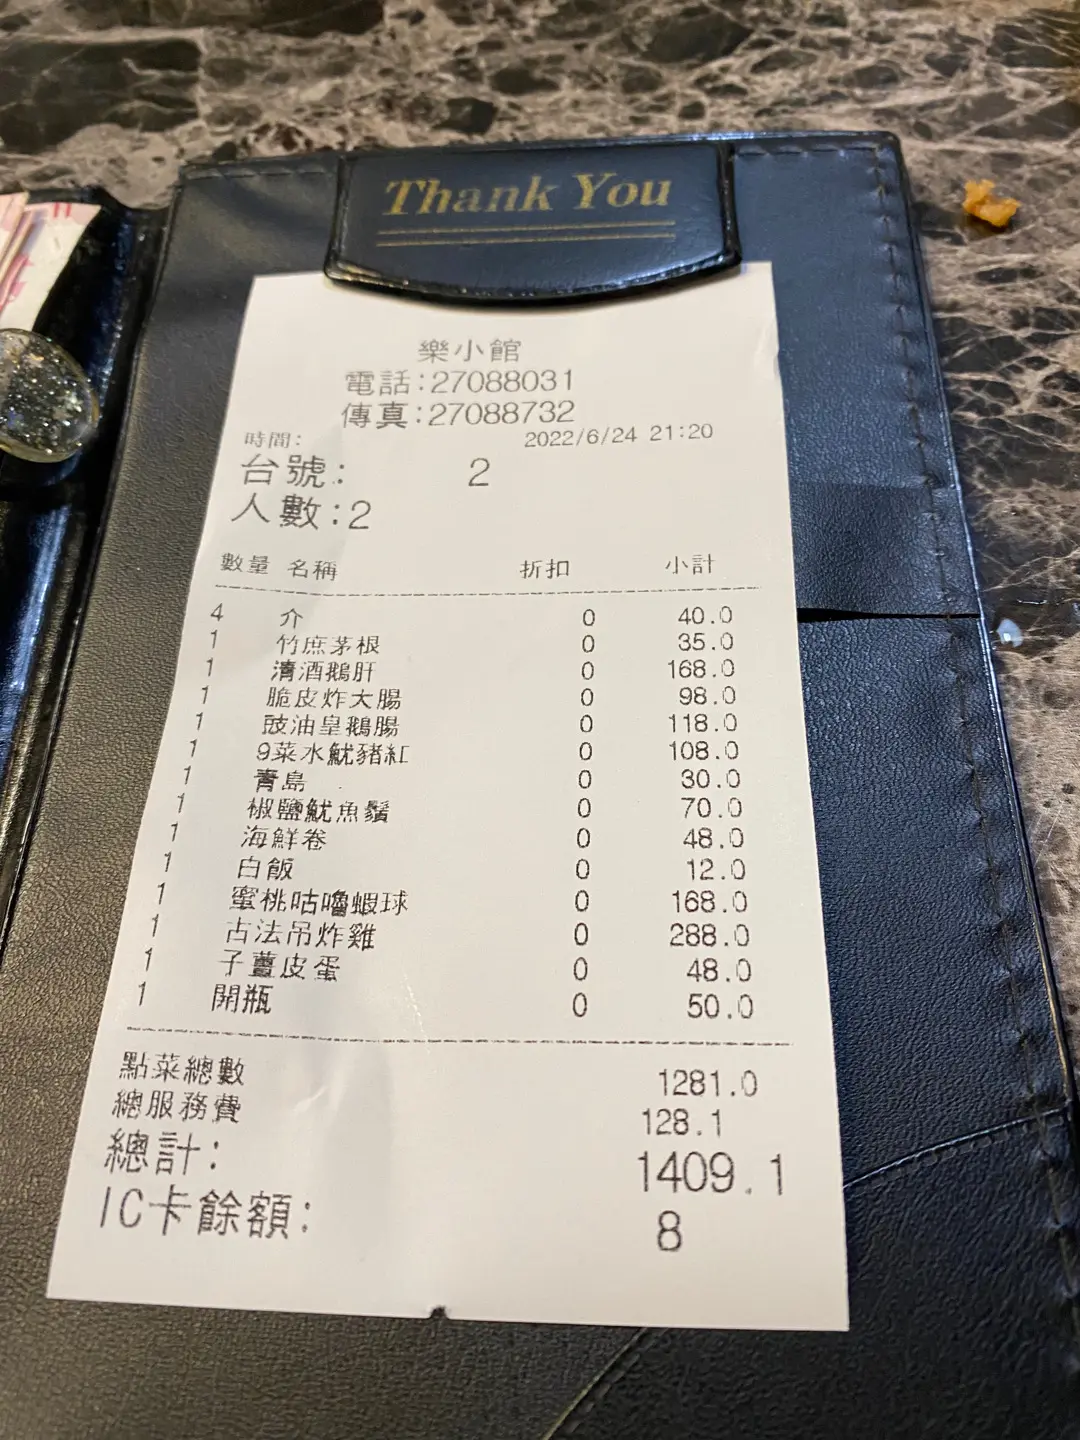 Thank You
樂小館
電話:27088031
傳真:27088732
時間: 2022/6/24 21:20
台號: 2
人數:2
數量 名稱 折扣 小計
4 介 0 40.0
1 竹庶茅根 0 35.0
1 清酒鵝肝 0 168.0
1 脆皮炸大腸 0 98.0
1 豉油皇鵝腸 0 118.0
1 9菜水魷豬紅 0 108.0
1 青島 0 30.0
1 椒鹽魷魚鬚 0 70.0
1 海鮮卷 0 48.0
1 白飯 0 12.0
1 蜜桃咕嚕蝦球 0 168.0
1 古法吊炸雞 0 288.0
1 子薑皮蛋 0 48.0
1 開瓶 0 50.0
點菜總數 1281.0
總服務費 128.1
總計: 1409.1
IC卡餘額: 8